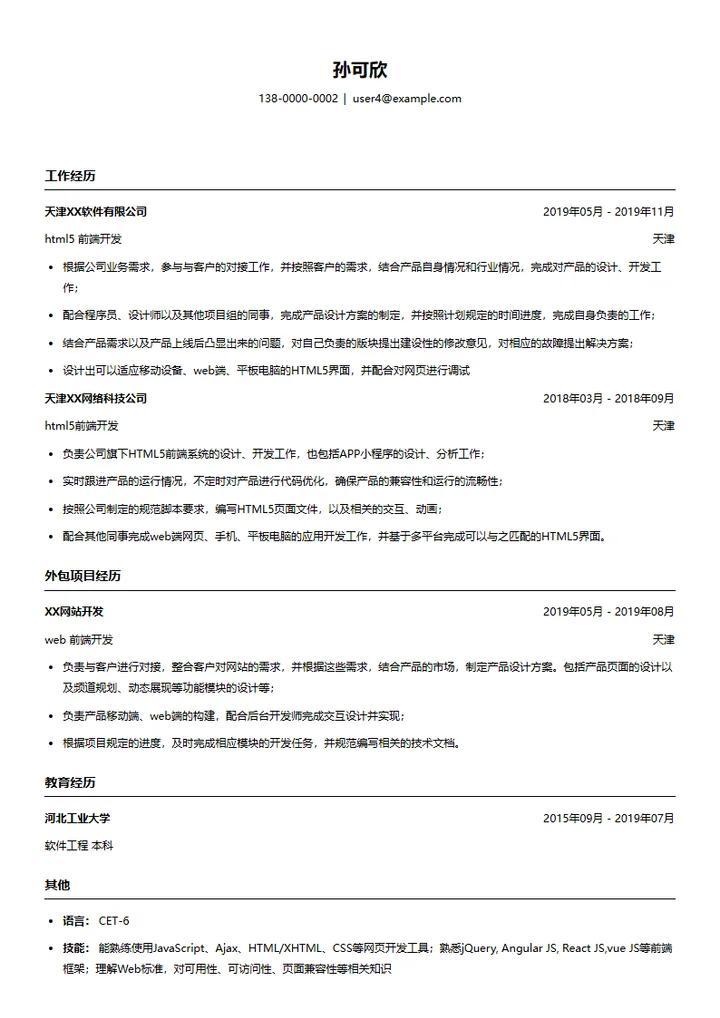 孙可欣
138-0000-0002 | user4@example.com
工作经历
天津XX软件有限公司 2019年05月 - 2019年11月
html5 前端开发 天津
• 根据公司业务需求，参与与客户的对接工作，并按照客户的需求，结合产品自身情况和行业情况，完成对产品的设计、开发工
作；
• 配合程序员、设计师以及其他项目组的同事，完成产品设计方案的制定，并按照计划规定的时间进度，完成自身负责的工作；
• 结合产品需求以及产品上线后凸显出来的问题，对自己负责的版块提出建设性的修改意见，对相应的故障提出解决方案；
• 设计出可以适应移动设备、web端、平板电脑的HTML5界面，并配合对网页进行调试
天津XX网络科技公司 2018年03月 - 2018年09月
html5前端开发 天津
• 负责公司旗下HTML5前端系统的设计、开发工作，也包括APP小程序的设计、分析工作；
• 实时跟进产品的运行情况，不定时对产品进行代码优化，确保产品的兼容性和运行的流畅性；
• 按照公司制定的规范脚本要求，编写HTML5页面文件，以及相关的交互、动画；
• 配合其他同事完成web端网页、手机、平板电脑的应用开发工作，并基于多平台完成可以与之匹配的HTML5界面。
外包项目经历
XX网站开发 2019年05月 - 2019年08月
web 前端开发 天津
• 负责与客户进行对接，整合客户对网站的需求，并根据这些需求，结合产品的市场，制定产品设计方案。包括产品页面的设计以
及频道规划、动态展现等功能模块的设计等；
• 负责产品移动端、web端的构建，配合后台开发师完成交互设计并实现；
• 根据项目规定的进度，及时完成相应模块的开发任务，并规范编写相关的技术文档。
教育经历
河北工业大学 2015年09月 - 2019年07月
软件工程 本科
其他
• 语言： CET-6
• 技能： 能熟练使用JavaScript、Ajax、HTML/XHTML、CSS等网页开发工具；熟悉jQuery, Angular JS, React JS,vue JS等前端
框架；理解Web标准，对可用性、可访问性、页面兼容性等相关知识